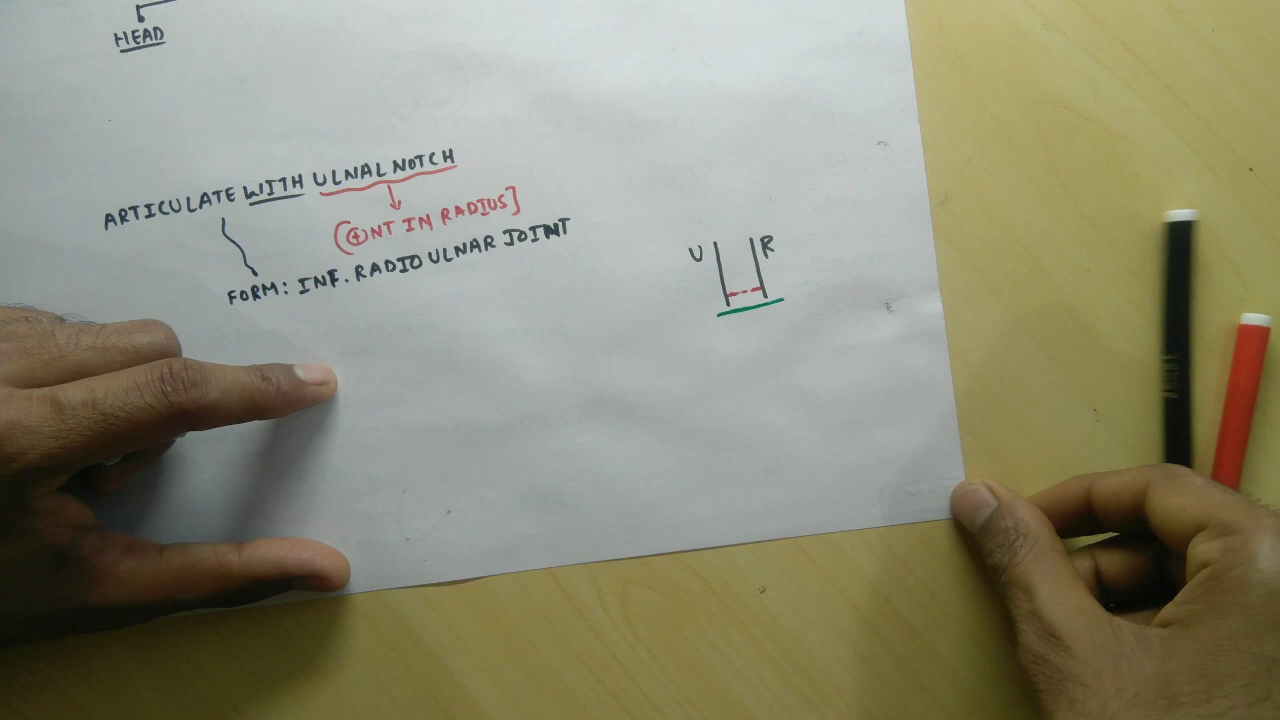 HEAD
ARTICULATE WITH ULNAL NOTCH
(⊕NT IN RADIUS]
FORM: INF. RADIO ULNAR JOINT
U R